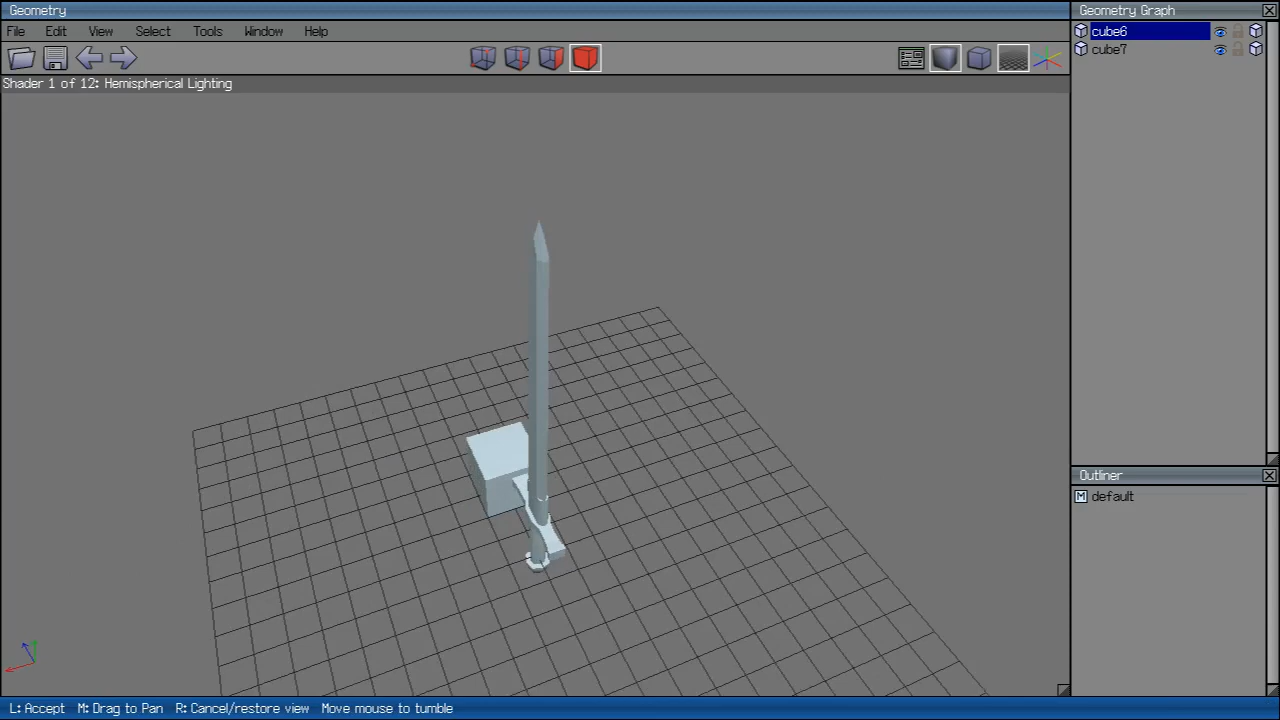 Geometry
File Edit View Select Tools Window Help
Shader 1 of 12: Hemispherical Lighting
Geometry Graph
cube6
cube7
Outliner
M default
L: Accept M: Drag to Pan R: Cancel/restore view Move mouse to tumble